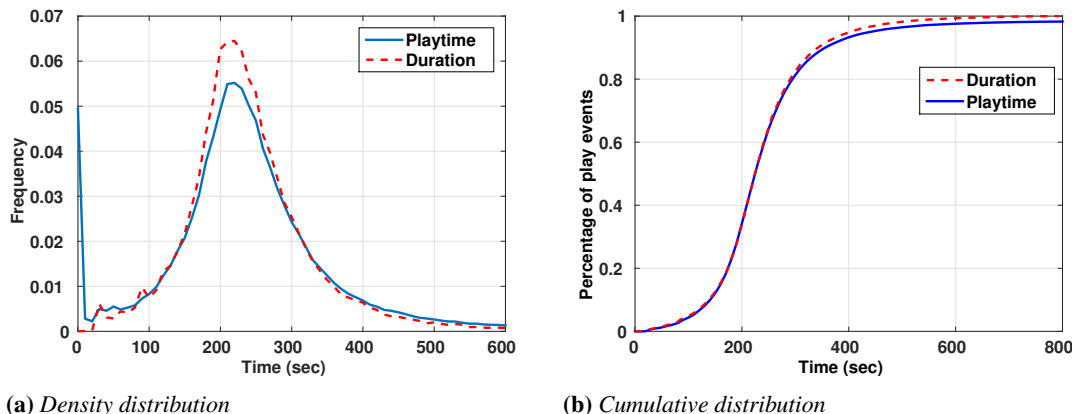 0.07
0.06
0.05
0.04
0.03
0.02
0.01
0
Frequency
Playtime
Duration
0 100 200 300 400 500 600
Time (sec)
(a) Density distribution
1
0.8
0.6
0.4
0.2
0
Percentage of play events
Duration
Playtime
0 200 400 600 800
Time (sec)
(b) Cumulative distribution